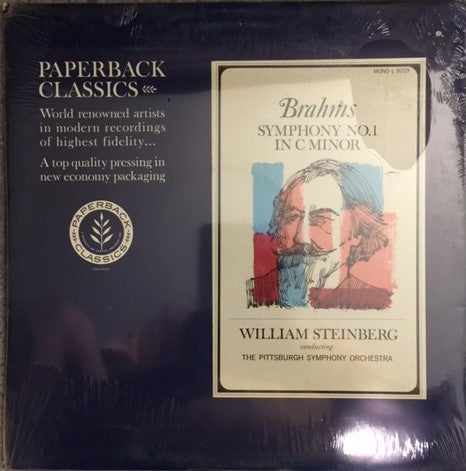 PAPERBACK
CLASSICS
World renowned artists
in modern recordings
of highest fidelity...
A top quality pressing in
new economy packaging
PAPERBACK
CLASSICS
MONO L 9203
Brahms
SYMPHONY NO.1
IN C MINOR
WILLIAM STEINBERG
conducting
THE PITTSBURGH SYMPHONY ORCHESTRA